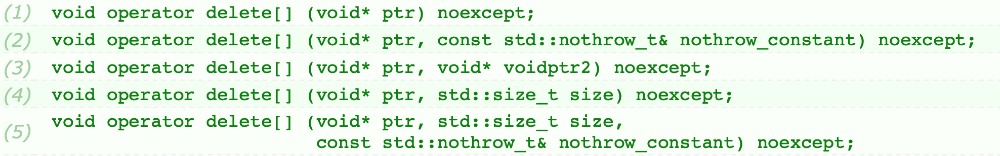 (1) void operator delete[] (void* ptr) noexcept;
(2) void operator delete[] (void* ptr, const std::nothrow_t& nothrow_constant) noexcept;
(3) void operator delete[] (void* ptr, void* voidptr2) noexcept;
(4) void operator delete[] (void* ptr, std::size_t size) noexcept;
(5) void operator delete[] (void* ptr, std::size_t size,
const std::nothrow_t& nothrow_constant) noexcept;